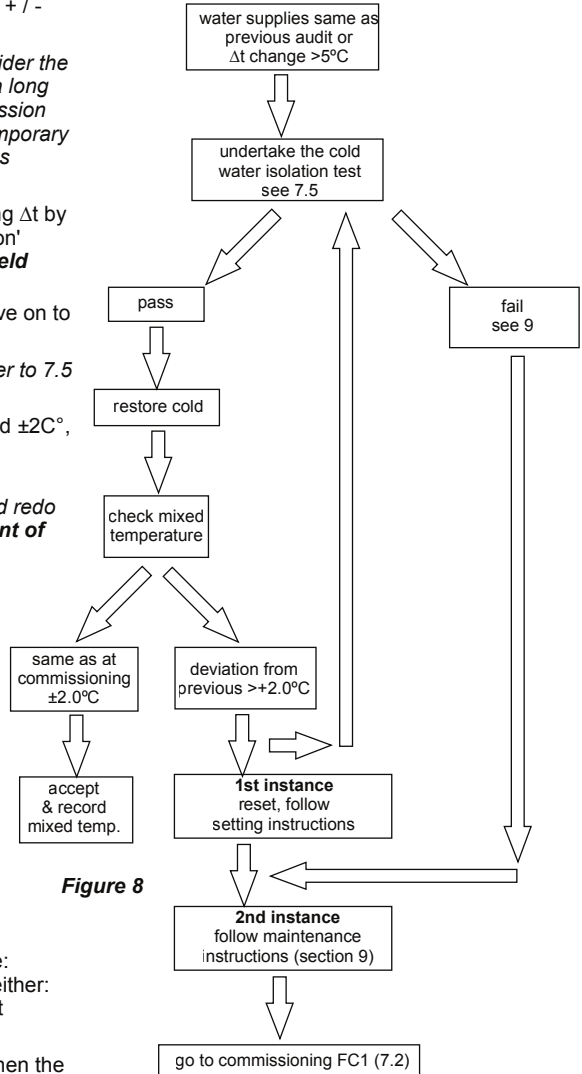 + / -
ider the
a long
ssion
mporary
s
ng Δt by
on'
eld
ve on to
er to 7.5
d ±2C°,
d redo
nt of
e:
either:
t
hen the
water supplies same as
previous audit or
Δt change >5ºC
undertake the cold
water isolation test
see 7.5
pass
fail
see 9
restore cold
check mixed
temperature
same as at
commissioning
±2.0ºC
deviation from
previous >+2.0ºC
accept
& record
mixed temp.
1st instance
reset, follow
setting instructions
Figure 8
2nd instance
follow maintenance
instructions (section 9)
go to commissioning FC1 (7.2)